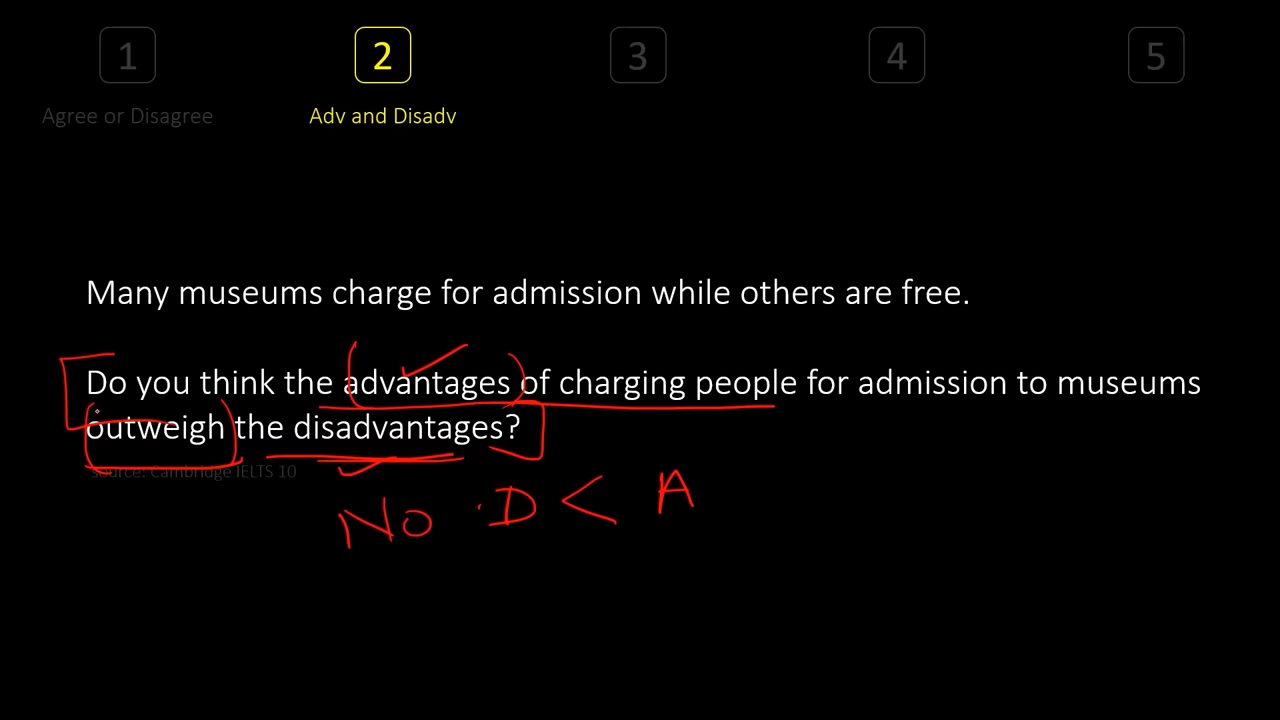 1 2 3 4 5
Agree or Disagree Adv and Disadv
Many museums charge for admission while others are free.
Do you think the advantages of charging people for admission to museums
outweigh the disadvantages?
source: Cambridge IELTS 10
No . D < A